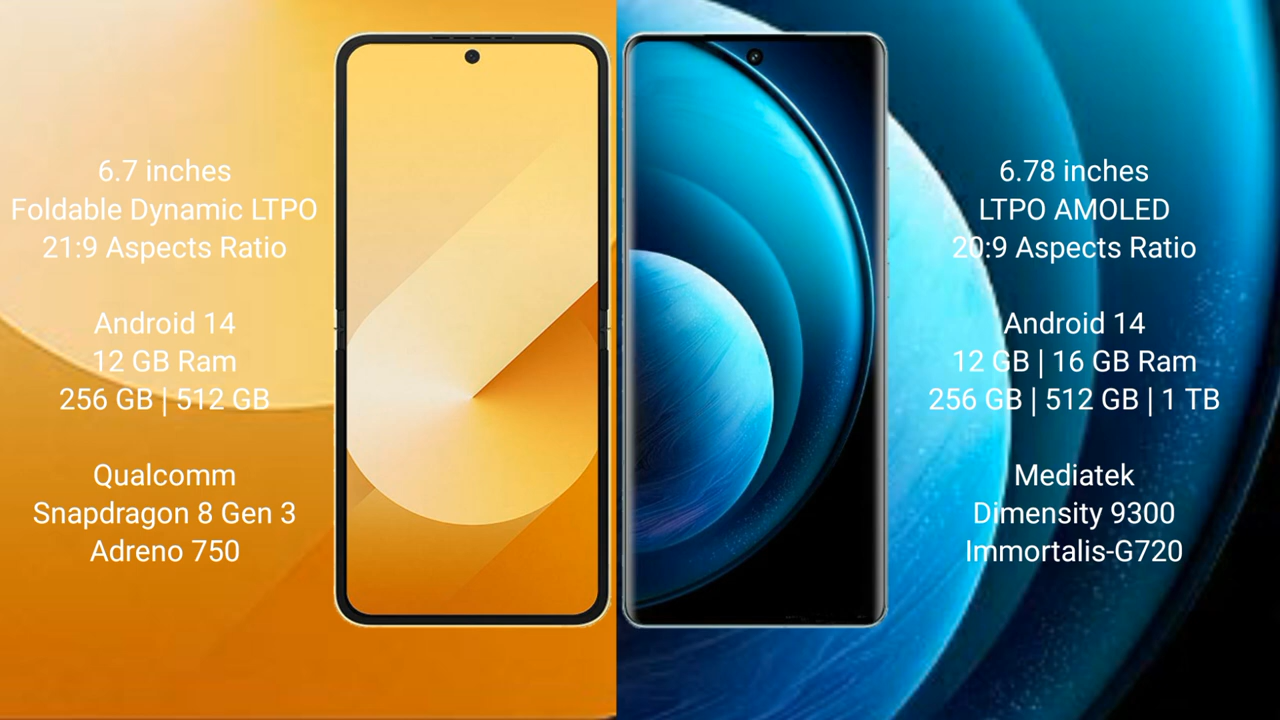 6.7 inches
Foldable Dynamic LTPO
21:9 Aspects Ratio
Android 14
12 GB Ram
256 GB | 512 GB
Qualcomm
Snapdragon 8 Gen 3
Adreno 750
6.78 inches
LTPO AMOLED
20:9 Aspects Ratio
Android 14
12 GB | 16 GB Ram
256 GB | 512 GB | 1 TB
Mediatek
Dimensity 9300
Immortalis-G720